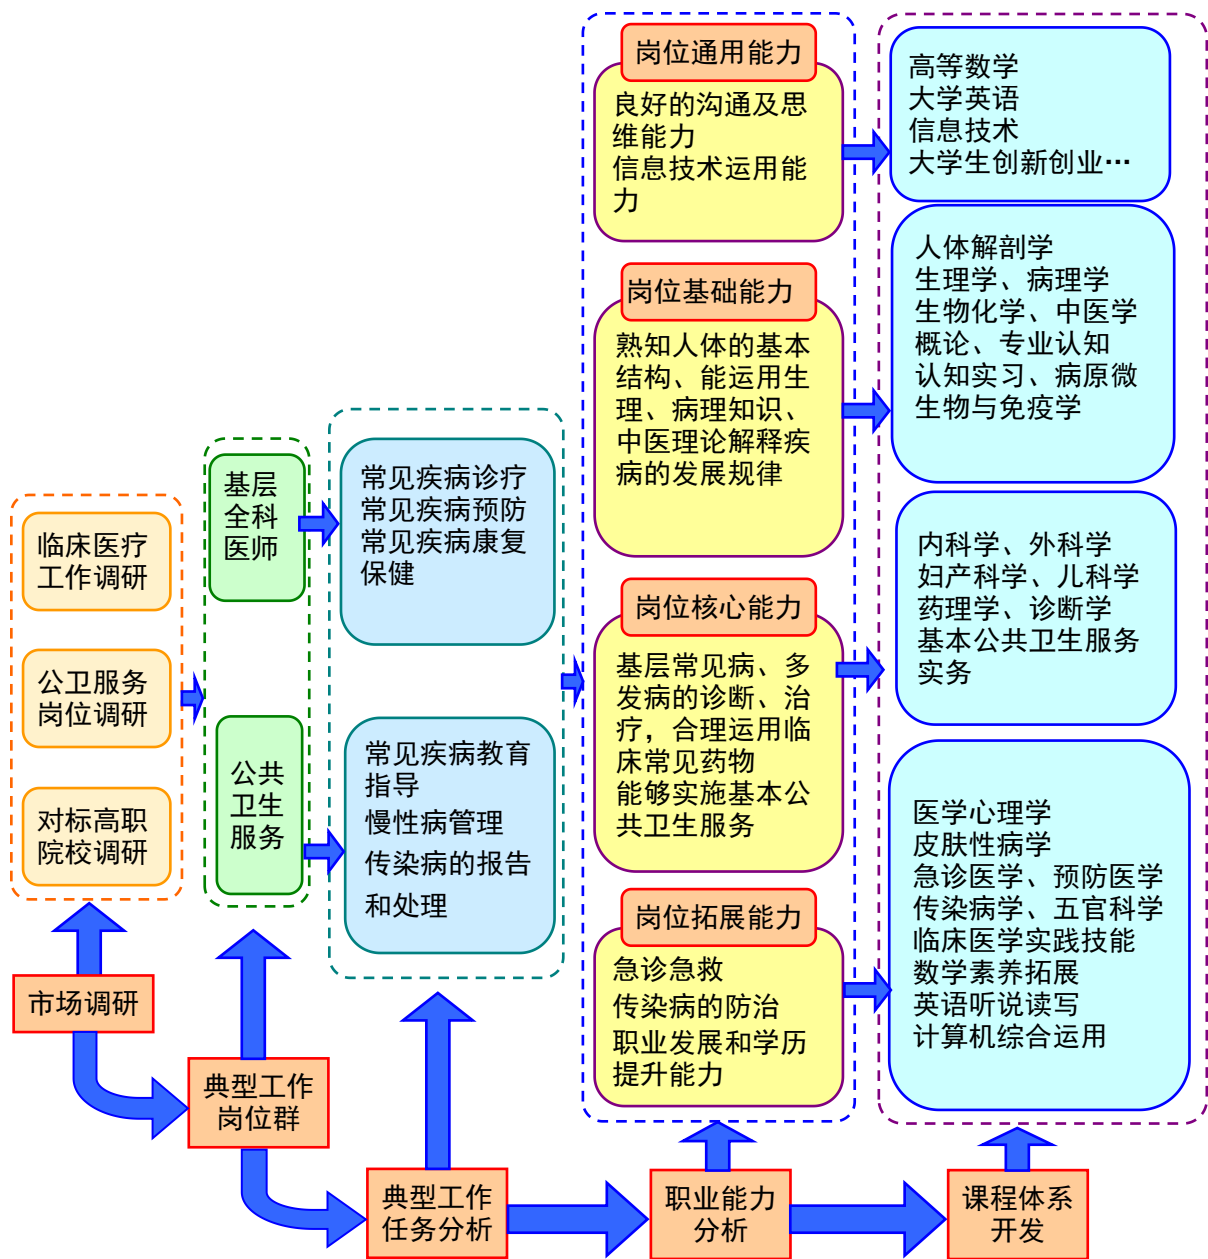 临床医疗
工作调研
公卫服务
岗位调研
对标高职
院校调研
市场调研
基层
全科
医师
公共
卫生
服务
典型工作
岗位群
常见疾病诊疗
常见疾病预防
常见疾病康复
保健
常见疾病教育
指导
慢性病管理
传染病的报告
和处理
典型工作
任务分析
岗位通用能力
良好的沟通及思
维能力
信息技术运用能
力
岗位基础能力
熟知人体的基本
结构、能运用生
理、病理知识、
中医理论解释疾
病的发展规律
岗位核心能力
基层常见病、多
发病的诊断、治
疗，合理运用临
床常见药物
能够实施基本公
共卫生服务
岗位拓展能力
急诊急救
传染病的防治
职业发展和学历
提升能力
职业能力
分析
高等数学
大学英语
信息技术
大学生创新创业…
人体解剖学
生理学、病理学
生物化学、中医学
概论、专业认知
认知实习、病原微
生物与免疫学
内科学、外科学
妇产科学、儿科学
药理学、诊断学
基本公共卫生服务
实务
医学心理学
皮肤性病学
急诊医学、预防医学
传染病学、五官科学
临床医学实践技能
数学素养拓展
英语听说读写
计算机综合运用
课程体系
开发